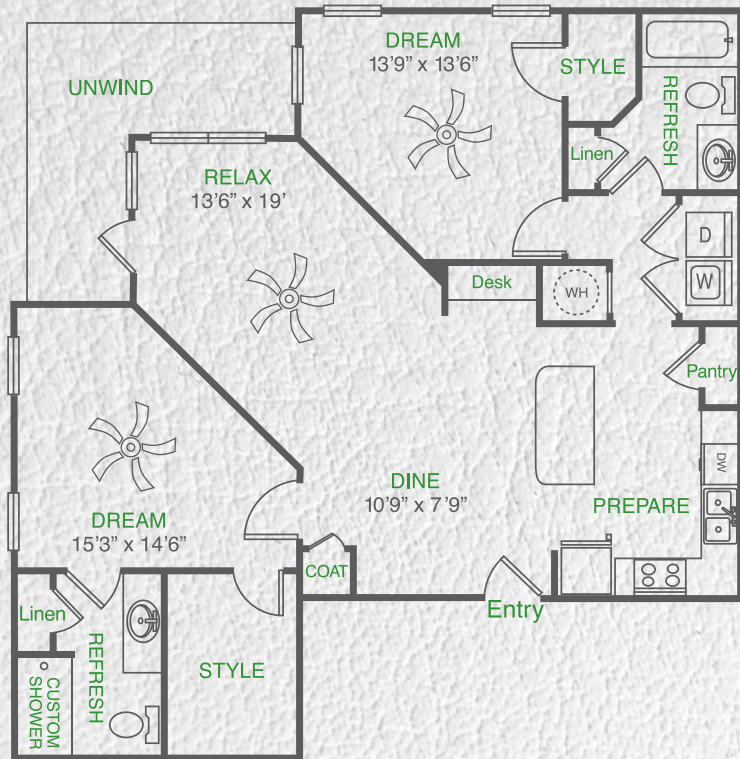 DREAM
13'9" x 13'6"
STYLE
REFRESH
UNWIND
Linen
RELAX
13'6" x 19'
D
W
Desk
WH
Pantry
DW
DINE
10'9" x 7'9"
PREPARE
DREAM
15'3" x 14'6"
COAT
Entry
Linen
REFRESH
STYLE
CUSTOM
SHOWER